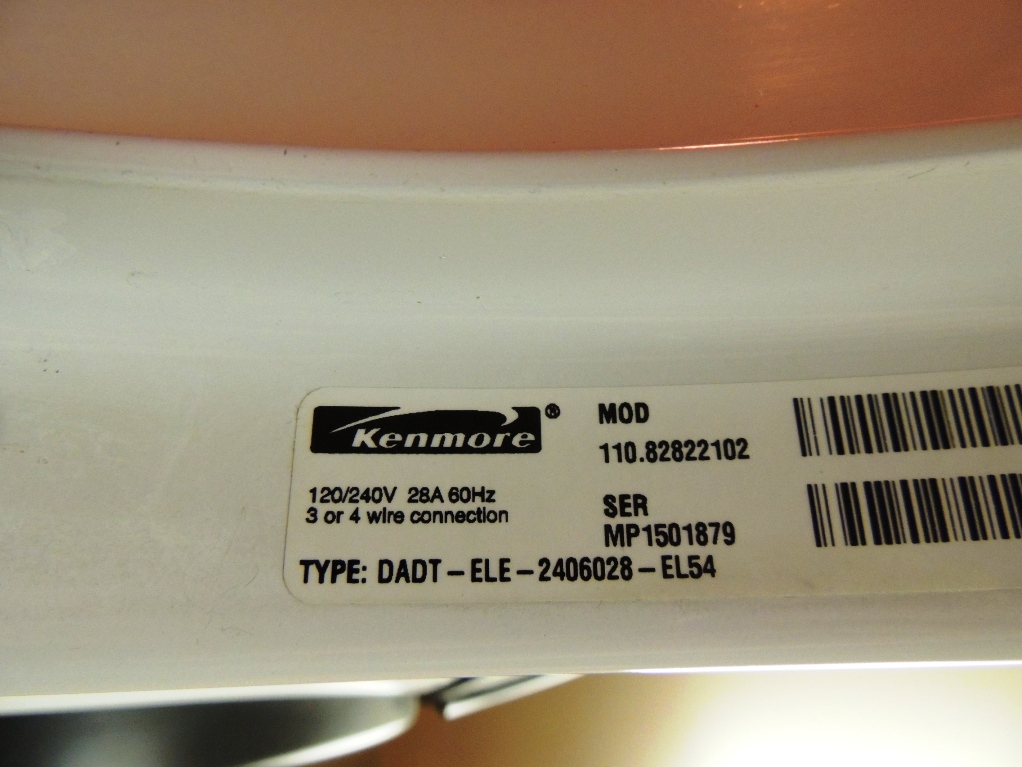 Kenmore®
120/240V 28A 60Hz
3 or 4 wire connection
MOD
110.82822102
SER
MP1501879
TYPE: DADT-ELE-2406028-EL54